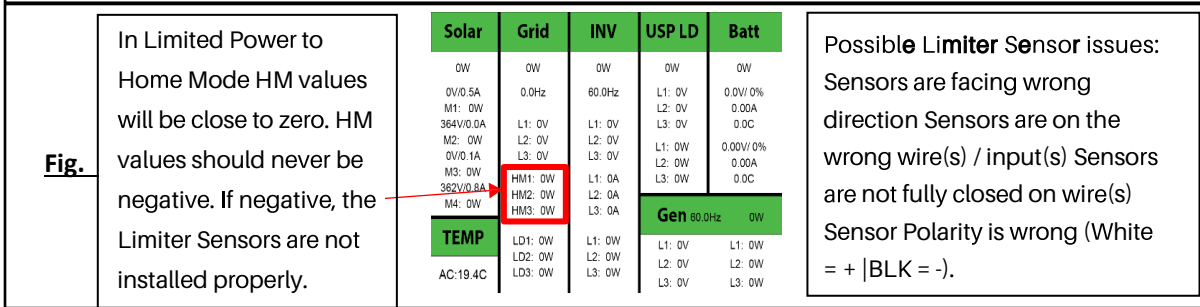 Fig.
In Limited Power to
Home Mode HM values
will be close to zero. HM
values should never be
negative. If negative, the
Limiter Sensors are not
installed properly.
Solar
0W
0V/0.5A
M1: 0W
364V/0.0A
M2: 0W
0V/0.1A
M3: 0W
362V/0.8A
M4: 0W
TEMP
AC:19.4C
Grid
0W
0.0Hz
L1: 0V
L2: 0V
L3: 0V
HM1: 0W
HM2: 0W
HM3: 0W
LD1: 0W
LD2: 0W
LD3: 0W
INV
0W
60.0Hz
L1: 0V
L2: 0V
L3: 0V
L1: 0A
L2: 0A
L3: 0A
L1: 0W
L2: 0W
L3: 0W
USP LD
0W
L1: 0V
L2: 0V
L3: 0V
L1: 0W
L2: 0W
L3: 0W
Batt
0W
0.0V/ 0%
0.00A
0.0C
0.00V/ 0%
0.00A
0.0C
Gen 60.0Hz 0W
L1: 0V L1: 0W
L2: 0V L2: 0W
L3: 0V L3: 0W
Possible Limiter Sensor issues:
Sensors are facing wrong
direction Sensors are on the
wrong wire(s) / input(s) Sensors
are not fully closed on wire(s)
Sensor Polarity is wrong (White
= + |BLK = -).